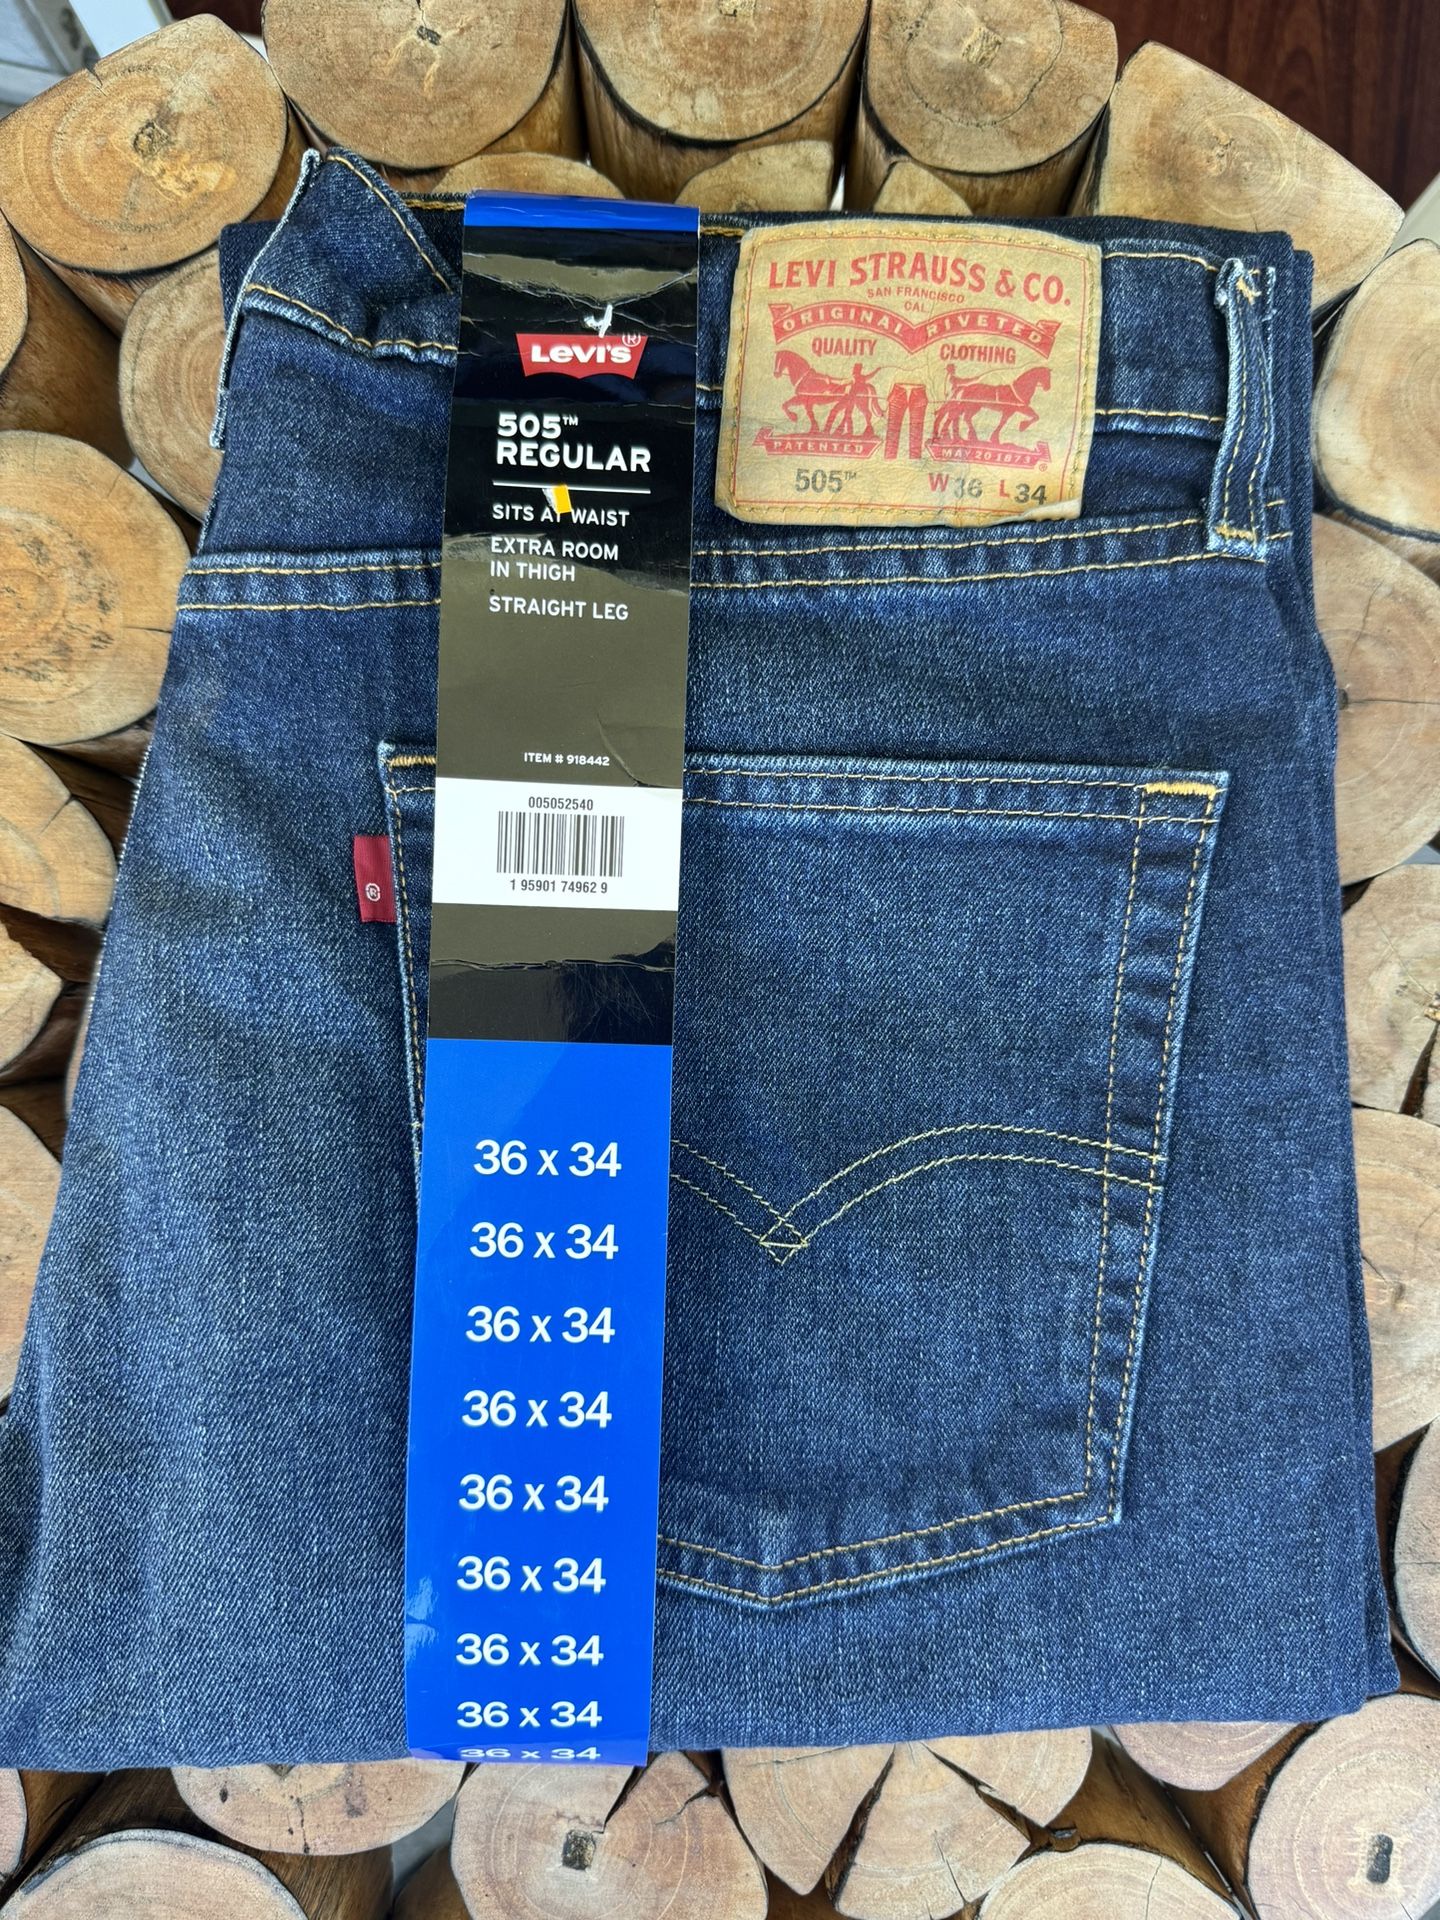 Levi's®
505™
REGULAR
SITS AT WAIST
EXTRA ROOM
IN THIGH
STRAIGHT LEG
ITEM # 918442
005052540
1 95901 74962 9
36 x 34
36 x 34
36 x 34
36 x 34
36 x 34
36 x 34
36 x 34
36 x 34
36 x 34
LEVI STRAUSS & CO.
SAN FRANCISCO
CAL
ORIGINAL RIVETED
QUALITY CLOTHING
PATENTED MAY 20 1873 ®
505™ W36 L34
®